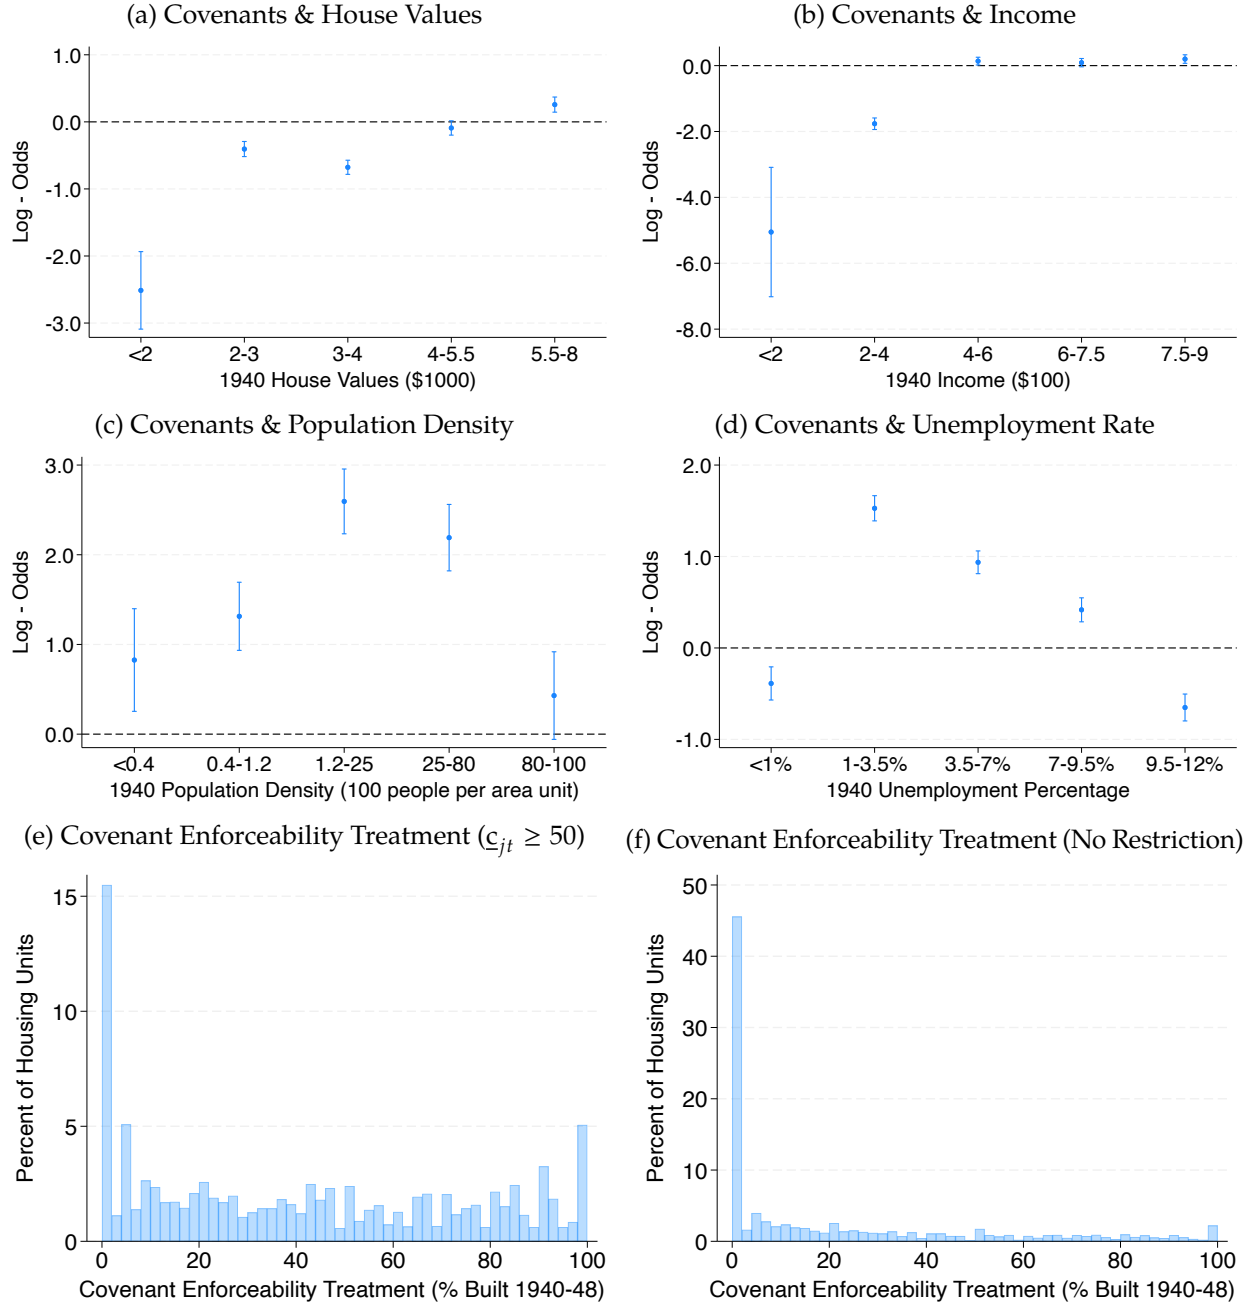 (a) Covenants & House Values
1.0
0.0
-1.0
-2.0
-3.0
Log - Odds
<2 2-3 3-4 4-5.5 5.5-8
1940 House Values ($1000)
(b) Covenants & Income
0.0
-2.0
-4.0
-6.0
-8.0
Log - Odds
<2 2-4 4-6 6-7.5 7.5-9
1940 Income ($100)
(c) Covenants & Population Density
3.0
2.0
1.0
0.0
Log - Odds
<0.4 0.4-1.2 1.2-25 25-80 80-100
1940 Population Density (100 people per area unit)
(d) Covenants & Unemployment Rate
2.0
1.0
0.0
-1.0
Log - Odds
<1% 1-3.5% 3.5-7% 7-9.5% 9.5-12%
1940 Unemployment Percentage
(e) Covenant Enforceability Treatment (c̲jt ≥ 50)
15
10
5
0
Percent of Housing Units
0 20 40 60 80 100
Covenant Enforceability Treatment (% Built 1940-48)
(f) Covenant Enforceability Treatment (No Restriction)
50
40
30
20
10
0
Percent of Housing Units
0 20 40 60 80 100
Covenant Enforceability Treatment (% Built 1940-48)